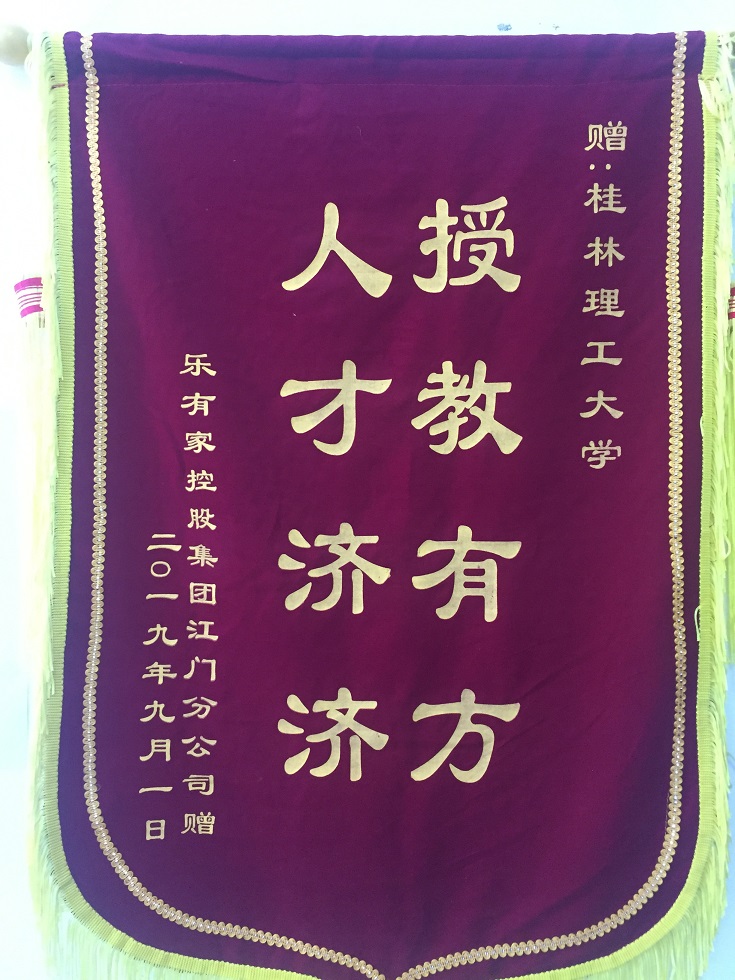 赠:桂林理工大学
授教有方
人才济济
乐有家控股集团江门分公司赠
二〇一九年九月一日